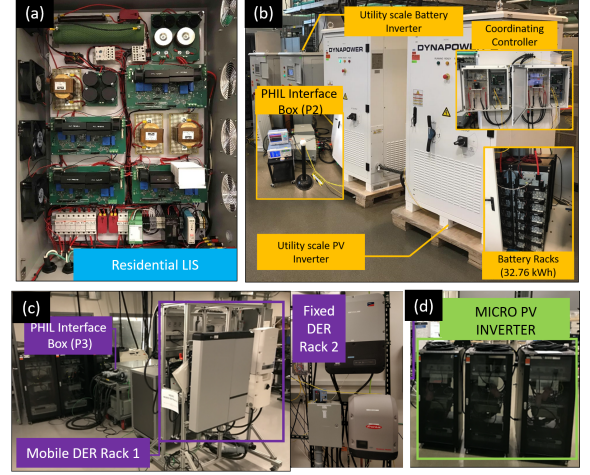 (a)
Residential LIS
(b)
Utility scale Battery
Inverter
Coordinating
Controller
DYNAPOWER
DYNAPOWER
PHIL Interface
Box (P2)
Utility scale PV
Inverter
Battery Racks
(32.76 kWh)
(c)
PHIL Interface
Box (P3)
Mobile DER Rack 1
Fixed
DER
Rack 2
(d)
MICRO PV
INVERTER